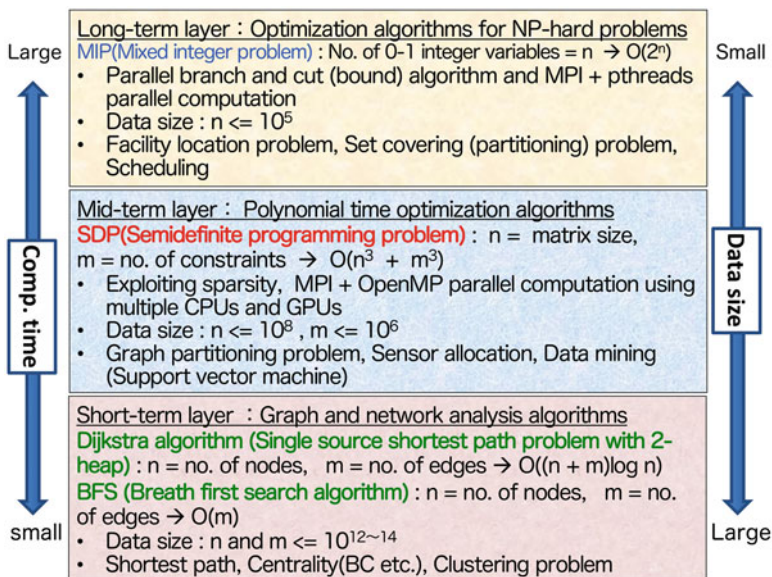 Large
Comp. time
small
Long-term layer : Optimization algorithms for NP-hard problems
MIP(Mixed integer problem) : No. of 0-1 integer variables = n → O(2ⁿ)
• Parallel branch and cut (bound) algorithm and MPI + pthreads
parallel computation
• Data size : n <= 10⁵
• Facility location problem, Set covering (partitioning) problem,
Scheduling
Mid-term layer : Polynomial time optimization algorithms
SDP(Semidefinite programming problem) : n = matrix size,
m = no. of constraints → O(n³ + m³)
• Exploiting sparsity, MPI + OpenMP parallel computation using
multiple CPUs and GPUs
• Data size : n <= 10⁸ , m <= 10⁶
• Graph partitioning problem, Sensor allocation, Data mining
(Support vector machine)
Short-term layer : Graph and network analysis algorithms
Dijkstra algorithm (Single source shortest path problem with 2-
heap) : n = no. of nodes, m = no. of edges → O((n + m)log n)
BFS (Breath first search algorithm) : n = no. of nodes, m = no.
of edges → O(m)
• Data size : n and m <= 10¹²~¹⁴
• Shortest path, Centrality(BC etc.), Clustering problem
Small
Data size
Large